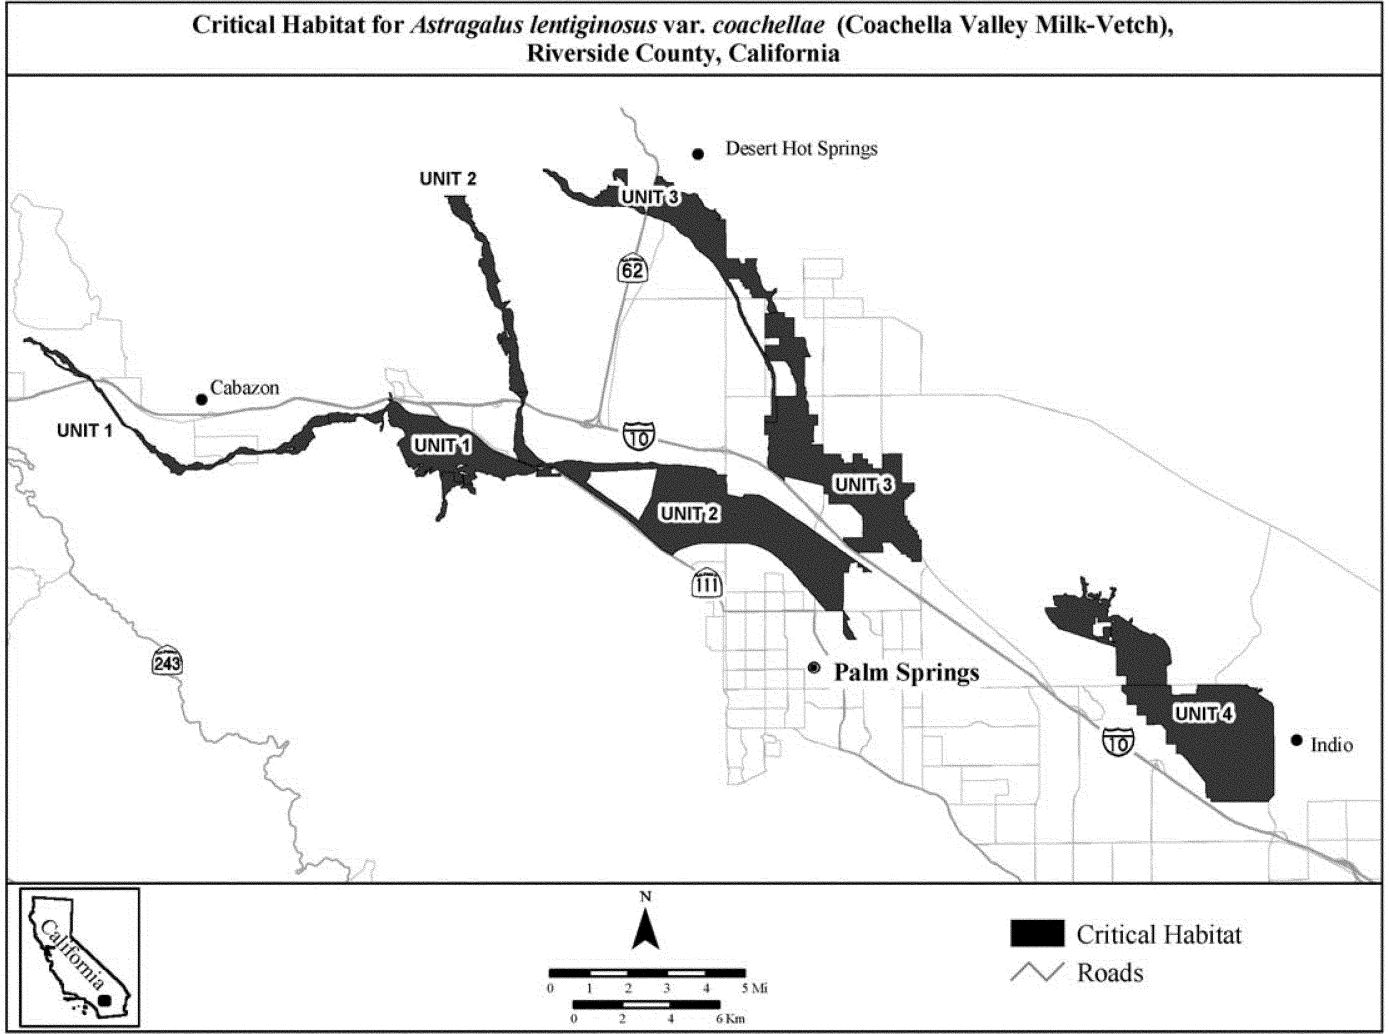 Critical Habitat for Astragalus lentiginosus var. coachellae (Coachella Valley Milk-Vetch),
Riverside County, California
Desert Hot Springs
UNIT 2
UNIT 3
62
Cabazon
UNIT 1
UNIT 1
10
UNIT 3
UNIT 2
111
243
Palm Springs
UNIT 4
10
Indio
California
N
0 1 2 3 4 5 Mi
0 2 4 6 Km
Critical Habitat
Roads